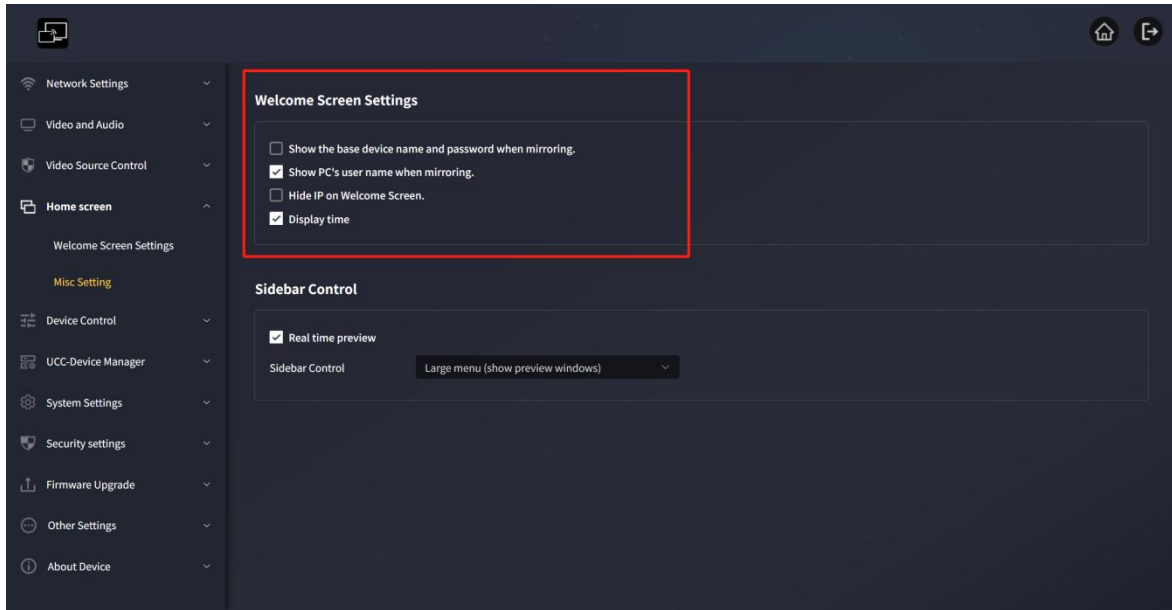 Network Settings
Video and Audio
Video Source Control
Home screen
Welcome Screen Settings
Misc Setting
Device Control
UCC-Device Manager
System Settings
Security settings
Firmware Upgrade
Other Settings
About Device
Welcome Screen Settings
Show the base device name and password when mirroring.
Show PC's user name when mirroring.
Hide IP on Welcome Screen.
Display time
Sidebar Control
Real time preview
Sidebar Control Large menu (show preview windows)